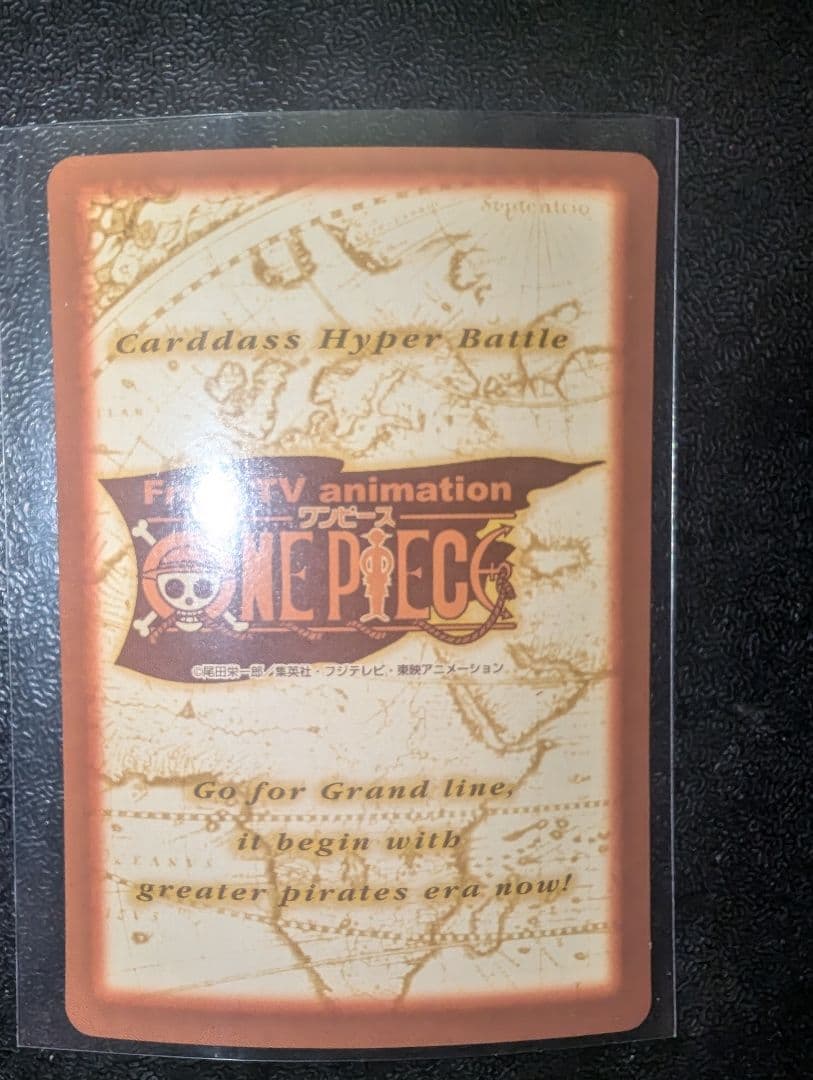 Septentrio
Carddass Hyper Battle
From TV animation
ワンピース
ONE PIECE
©尾田栄一郎/集英社・フジテレビ・東映アニメーション
Go for Grand line,
it begin with
greater pirates era now!